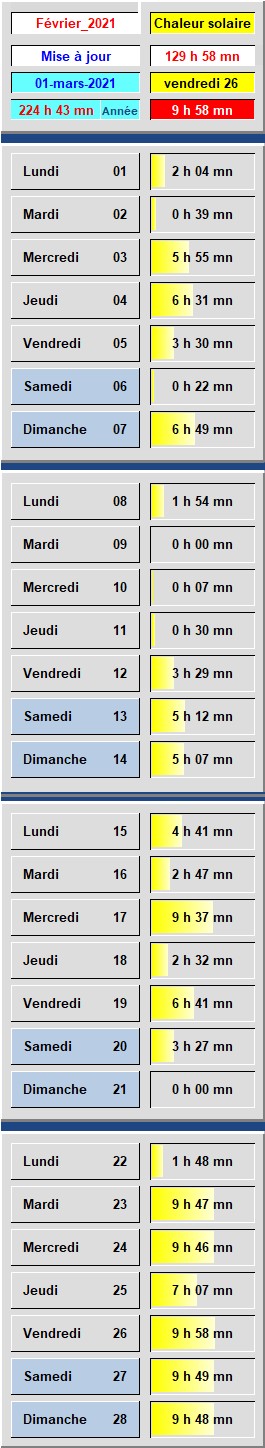 Février_2021 Chaleur solaire
Mise à jour 129 h 58 mn
01-mars-2021 vendredi 26
224 h 43 mn Année 9 h 58 mn
Lundi 01 2 h 04 mn
Mardi 02 0 h 39 mn
Mercredi 03 5 h 55 mn
Jeudi 04 6 h 31 mn
Vendredi 05 3 h 30 mn
Samedi 06 0 h 22 mn
Dimanche 07 6 h 49 mn
Lundi 08 1 h 54 mn
Mardi 09 0 h 00 mn
Mercredi 10 0 h 07 mn
Jeudi 11 0 h 30 mn
Vendredi 12 3 h 29 mn
Samedi 13 5 h 12 mn
Dimanche 14 5 h 07 mn
Lundi 15 4 h 41 mn
Mardi 16 2 h 47 mn
Mercredi 17 9 h 37 mn
Jeudi 18 2 h 32 mn
Vendredi 19 6 h 41 mn
Samedi 20 3 h 27 mn
Dimanche 21 0 h 00 mn
Lundi 22 1 h 48 mn
Mardi 23 9 h 47 mn
Mercredi 24 9 h 46 mn
Jeudi 25 7 h 07 mn
Vendredi 26 9 h 58 mn
Samedi 27 9 h 49 mn
Dimanche 28 9 h 48 mn